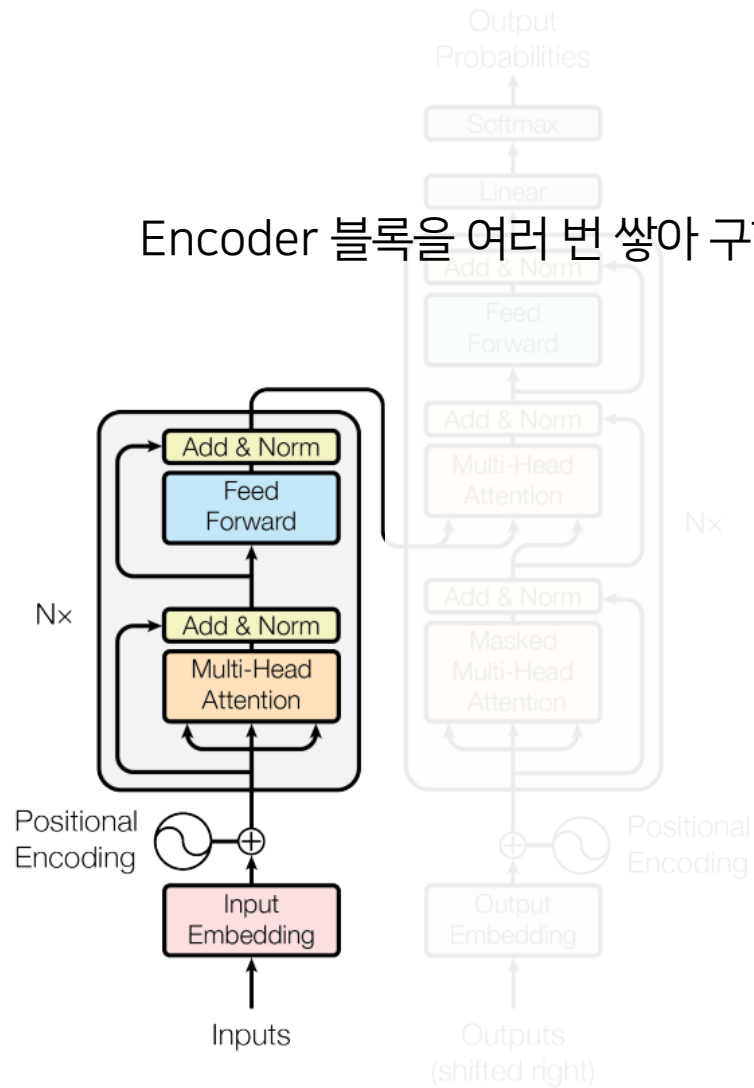 Output
Probabilities
Softmax
Linear
Encoder 블록을 여러 번 쌓아
Add & Norm
Feed
Forward
Add & Norm
Multi-Head
Attention
Nx
Add & Norm
Masked
Multi-Head
Attention
Positional
Encoding
Output
Embedding
Outputs
(shifted right)
Add & Norm
Feed
Forward
Nx
Add & Norm
Multi-Head
Attention
Positional
Encoding
Input
Embedding
Inputs